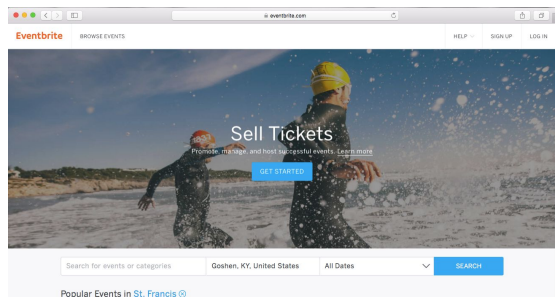 eventbrite.com
Eventbrite BROWSE EVENTS HELP SIGN UP LOG IN
Sell Tickets
Promote, manage, and host successful events. Learn more
GET STARTED
Search for events or categories Goshen, KY, United States All Dates SEARCH
Popular Events in St. Francis